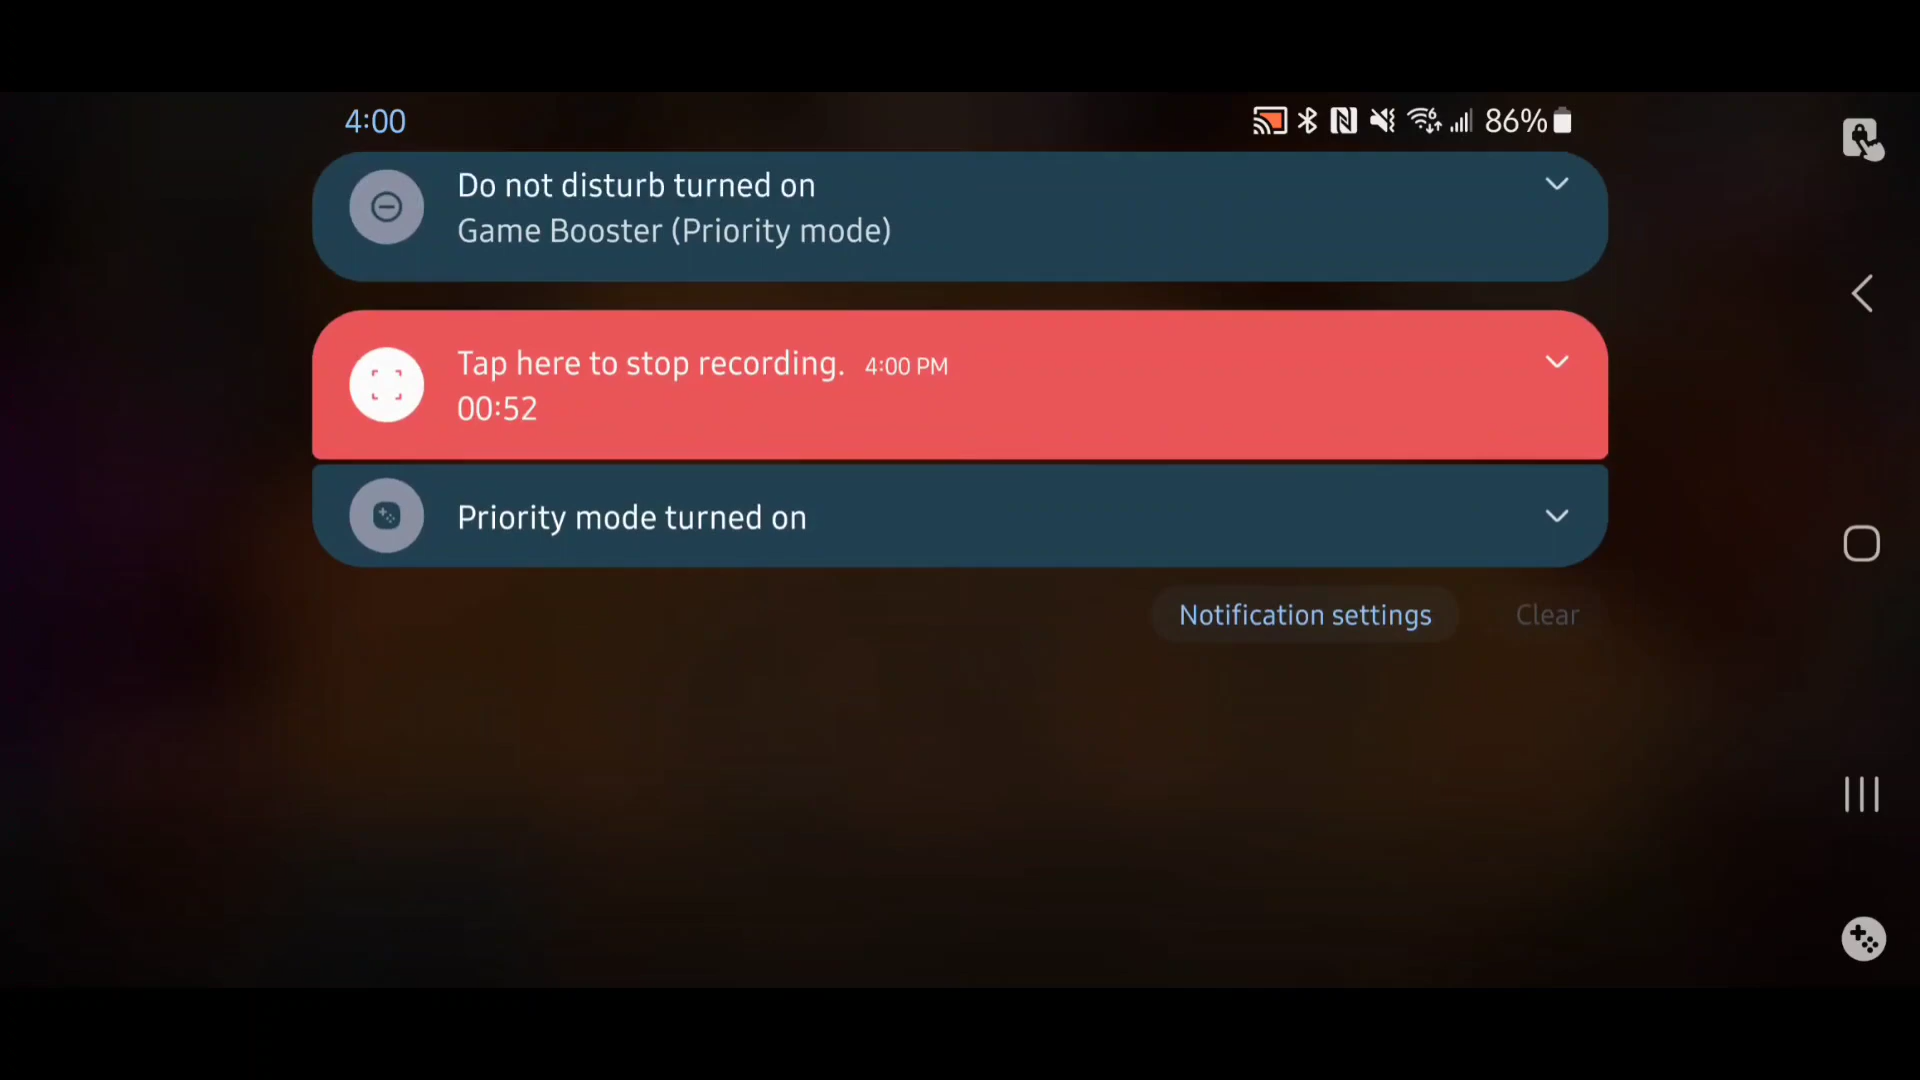 4:00
86%
Do not disturb turned on
Game Booster (Priority mode)
Tap here to stop recording. 4:00 PM
00:52
Priority mode turned on
Notification settings
Clear